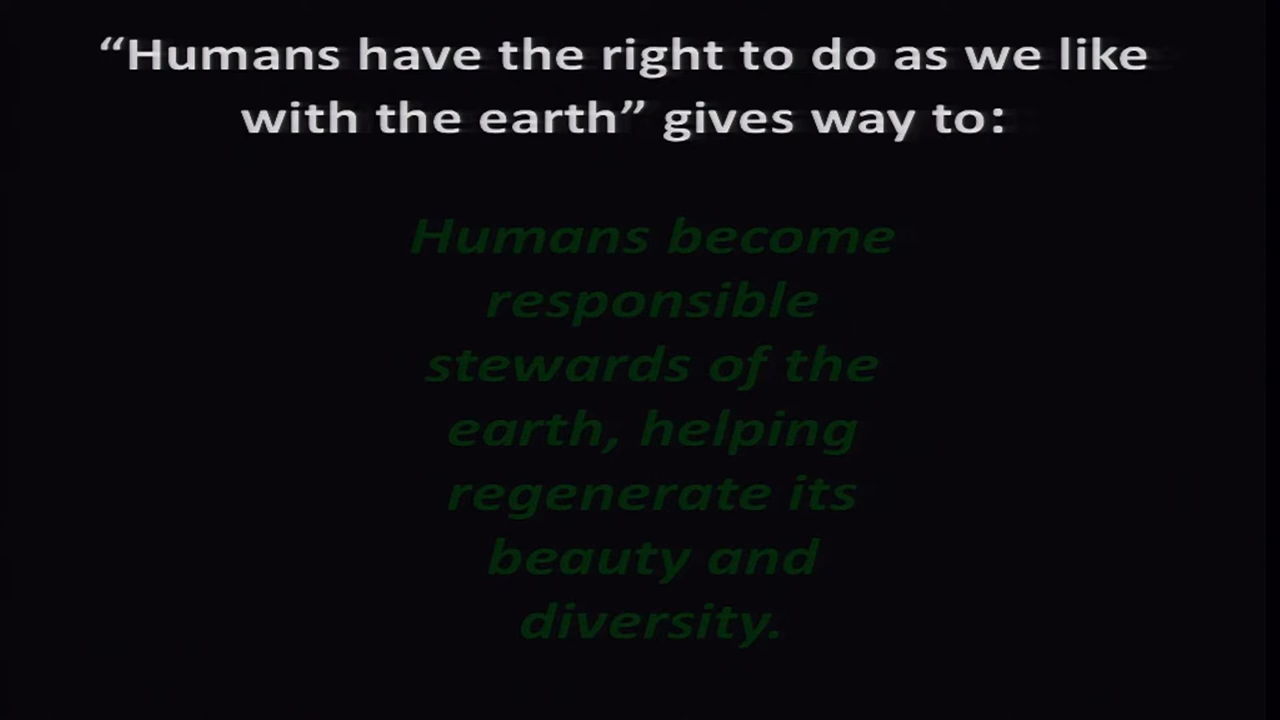 “Humans have the right to do as we like
with the earth” gives way to:
Humans become
responsible
stewards of the
earth, helping
regenerate its
beauty and
diversity.